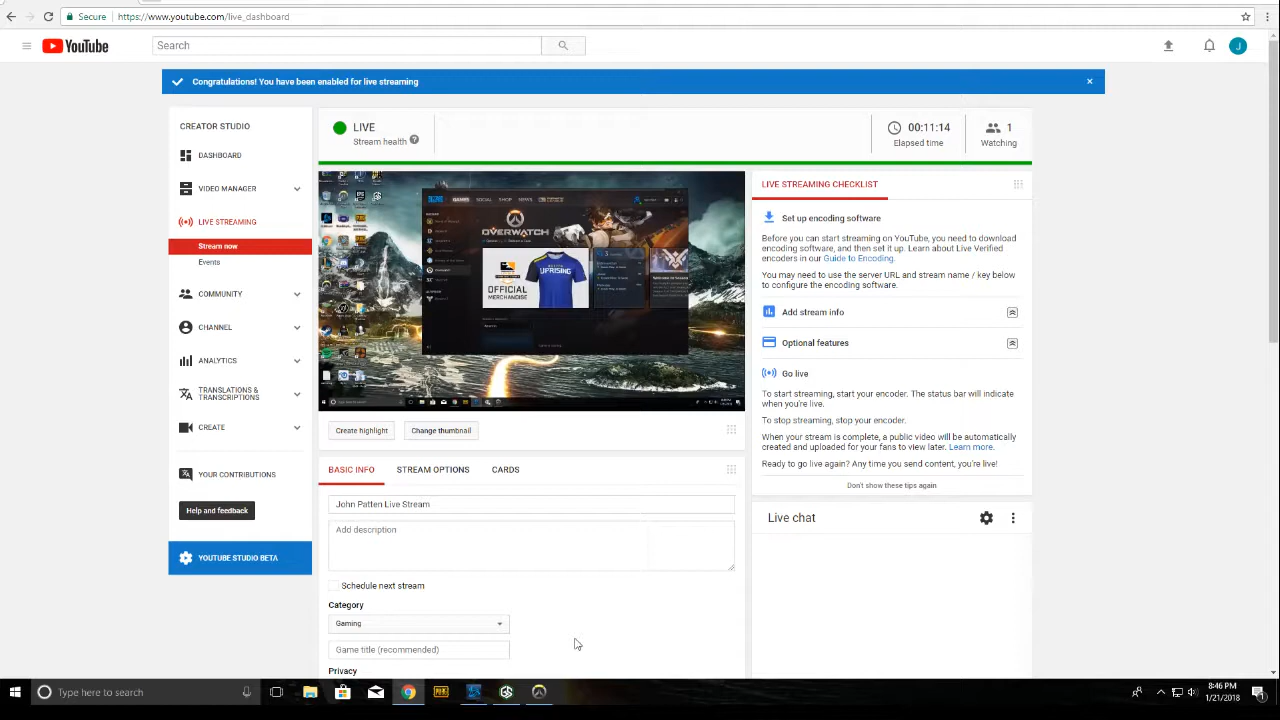 Secure https://www.youtube.com/live_dashboard
YouTube
Search
J
Congratulations! You have been enabled for live streaming
CREATOR STUDIO
DASHBOARD
VIDEO MANAGER
LIVE STREAMING
Stream now
Events
COMMUNITY
CHANNEL
ANALYTICS
TRANSLATIONS &
TRANSCRIPTIONS
CREATE
YOUR CONTRIBUTIONS
Help and feedback
YOUTUBE STUDIO BETA
LIVE
Stream health
00:11:14
Elapsed time
1
Watching
GAMES SOCIAL SHOP NEWS
OVERWATCH
OFFICIAL
MERCHANDISE
UPRISING
Create highlight
Change thumbnail
BASIC INFO STREAM OPTIONS CARDS
John Patten Live Stream
Add description
Schedule next stream
Category
Gaming
Game title (recommended)
Privacy
LIVE STREAMING CHECKLIST
Set up encoding software
Before you can start streaming on YouTube, you need to download
encoding software, and then set it up. Learn about Live Verified
encoders in our Guide to Encoding.
You may need to use the server URL and stream name / key below
to configure the encoding software.
Add stream info
Optional features
Go live
To start streaming, start your encoder. The status bar will indicate
when you're live.
To stop streaming, stop your encoder.
When your stream is complete, a public video will be automatically
created and uploaded for your fans to view later. Learn more.
Ready to go live again? Any time you send content, you're live!
Don't show these tips again
Live chat
Type here to search
8:46 PM
1/21/2018